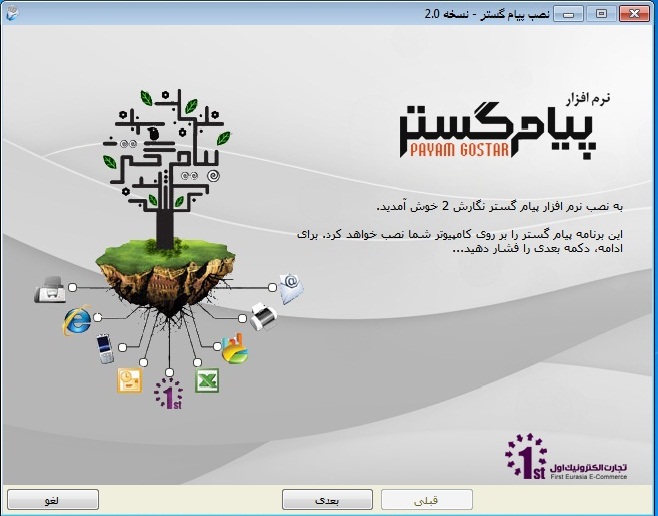 نصب پیام گستر - نسخه 2.0
نرم افزار
پیام گستر
PAYAM GOSTAR
پیام گستر
به نصب نرم افزار پیام گستر نگارش 2 خوش آمدید.
این برنامه پیام گستر را بر روی کامپیوتر شما نصب خواهد کرد. برای
ادامه، دکمه بعدی را فشار دهید...
@
1st
1st
تجارت الکترونیک اول
First Eurasia E-Commerce
قبلی
بعدی
لغو